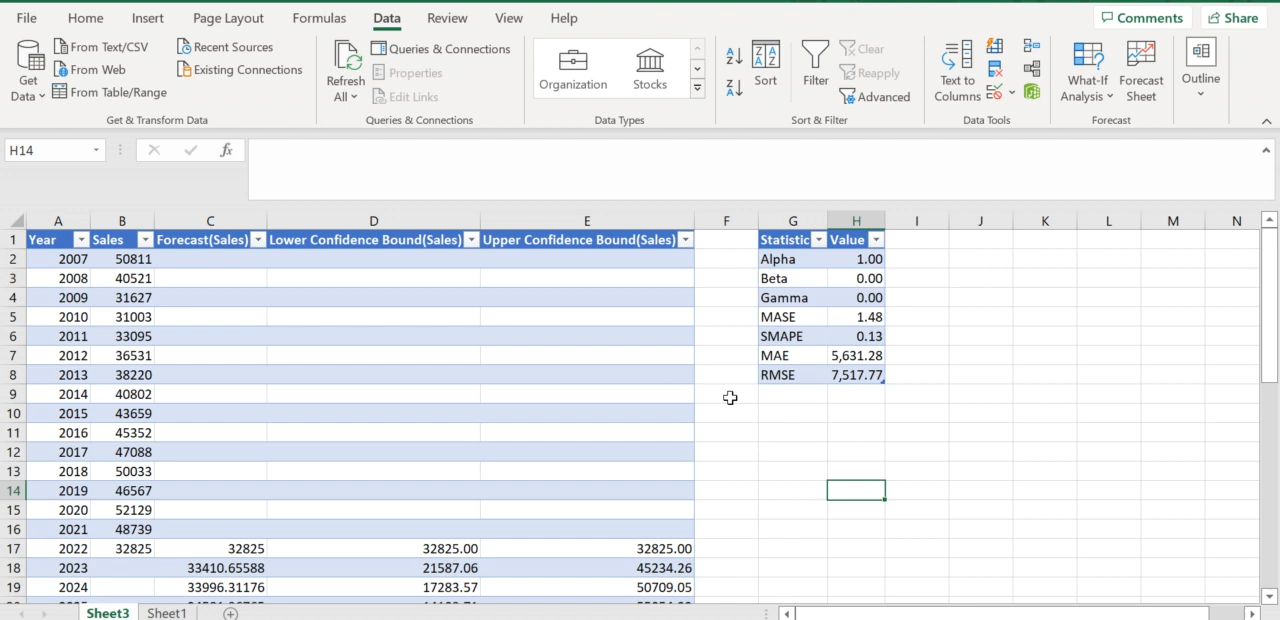 File Home Insert Page Layout Formulas Data Review View Help Comments Share
From Text/CSV Recent Sources Queries & Connections Clear
Get Data From Web Existing Connections Refresh All Properties Organization Stocks Sort Filter Reapply Text to Columns What-If Analysis Forecast Sheet Outline
From Table/Range Edit Links Advanced
Get & Transform Data Queries & Connections Data Types Sort & Filter Data Tools Forecast
H14 fx
A B C D E F G H I J K L M N
1 Year Sales Forecast(Sales) Lower Confidence Bound(Sales) Upper Confidence Bound(Sales) Statistic Value
2 2007 50811 Alpha 1.00
3 2008 40521 Beta 0.00
4 2009 31627 Gamma 0.00
5 2010 31003 MASE 1.48
6 2011 33095 SMAPE 0.13
7 2012 36531 MAE 5,631.28
8 2013 38220 RMSE 7,517.77
9 2014 40802
10 2015 43659
11 2016 45352
12 2017 47088
13 2018 50033
14 2019 46567
15 2020 52129
16 2021 48739
17 2022 32825 32825 32825.00 32825.00
18 2023 33410.65588 21587.06 45234.26
19 2024 33996.31176 17283.57 50709.05
Sheet3 Sheet1